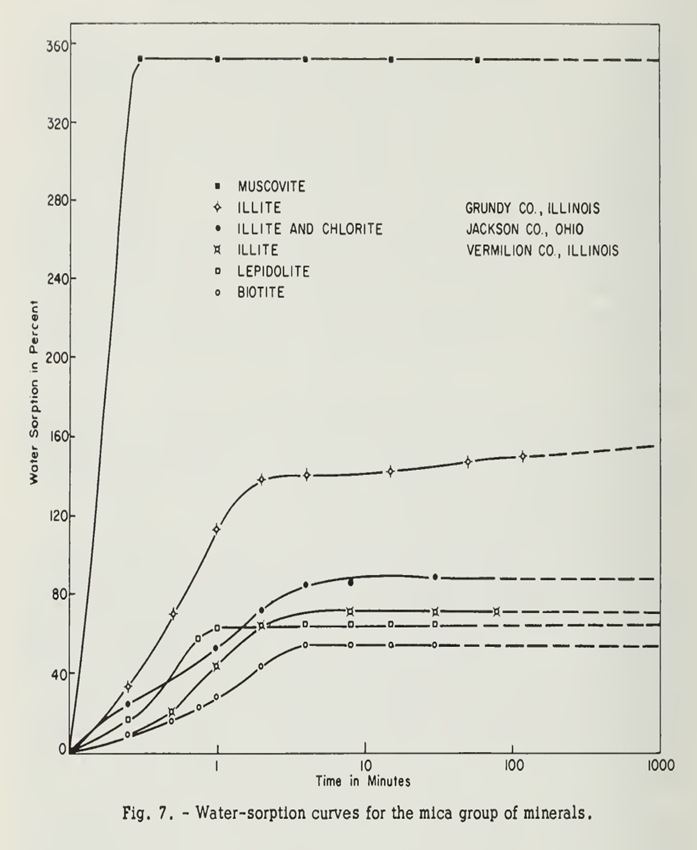 360
320
280
240
200
160
120
80
40
0
Water Sorption in Percent
MUSCOVITE
ILLITE GRUNDY CO., ILLINOIS
ILLITE AND CHLORITE JACKSON CO., OHIO
ILLITE VERMILION CO., ILLINOIS
LEPIDOLITE
BIOTITE
1 10 100 1000
Time in Minutes
Fig. 7. - Water-sorption curves for the mica group of minerals.